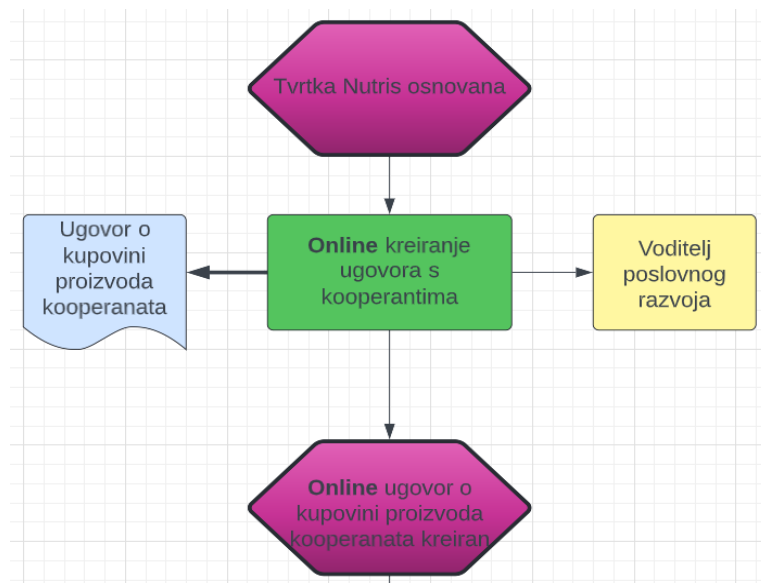 Tvrtka Nutris osnovana
Ugovor o
kupovini
proizvoda
kooperanata
Online kreiranje
ugovora s
kooperantima
Voditelj
poslovnog
razvoja
Online ugovor o
kupovini proizvoda
kooperanata kreiran